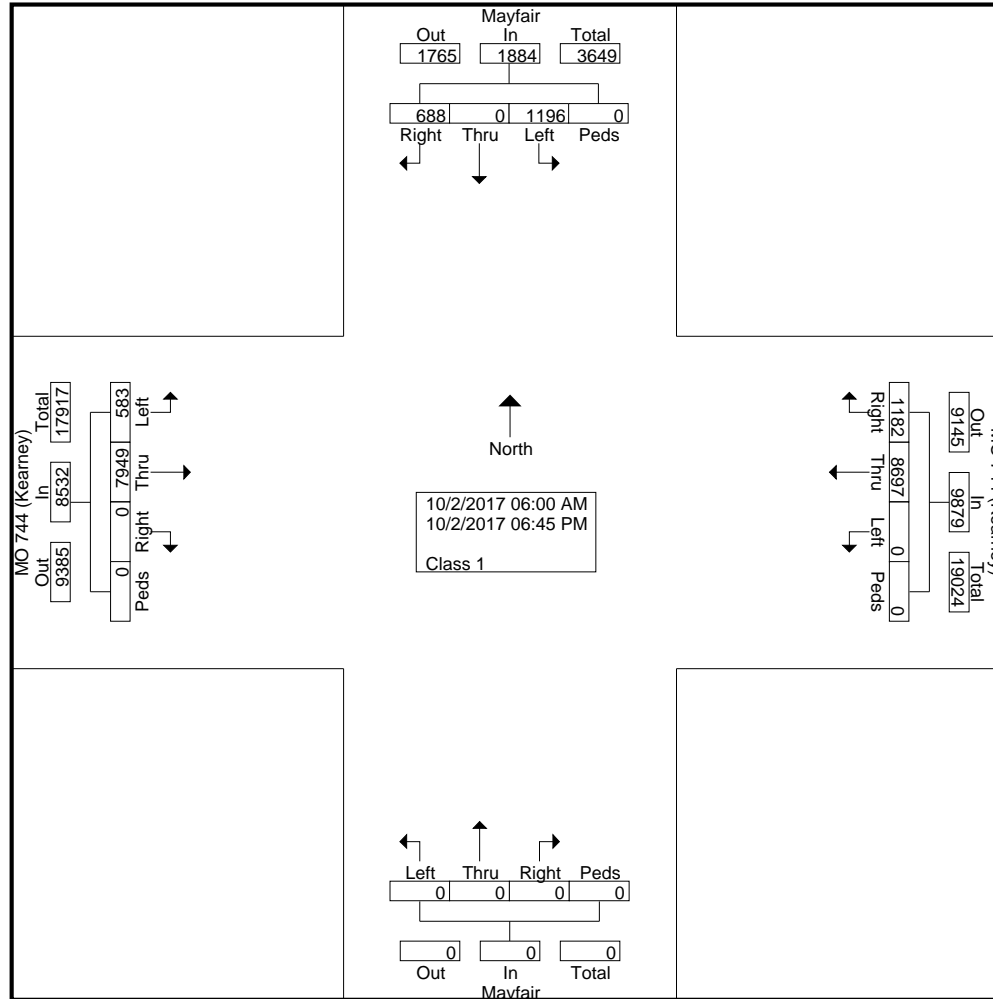 Mayfair
Out In Total
1765 1884 3649
688 0 1196 0
Right Thru Left Peds
MO 744 (Kearney)
Total In Out
17917 8532 9385
583 7949 0 0
Left Thru Right Peds
North
10/2/2017 06:00 AM
10/2/2017 06:45 PM
Class 1
1182 8697 0 0
Right Thru Left Peds
Out In Total
9145 9879 19024
Left Thru Right Peds
0 0 0 0
0 0 0
Out In Total
Mayfair